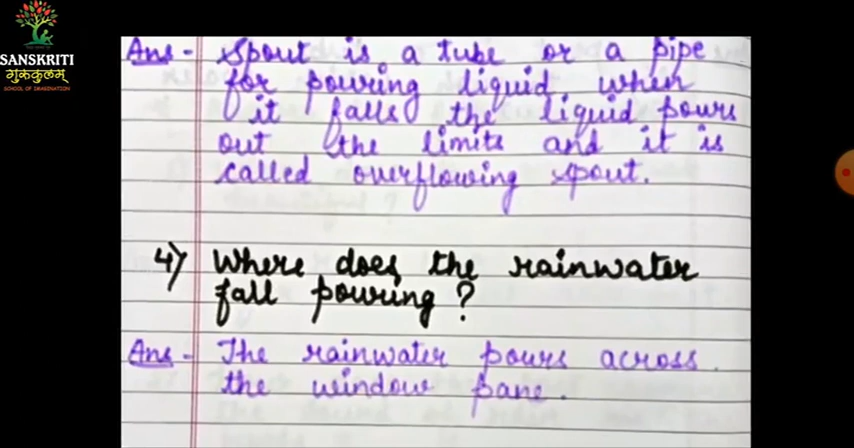 SANSKRITI
गुरुकुलम्
SCHOOL OF IMAGINATION
Ans - Spout is a tube or a pipe
for pouring liquid when
it falls the liquid pours
out the limits and it is
called overflowing spout.
4) Where does the rainwater
fall pouring ?
Ans - The rainwater pours across
the window pane.